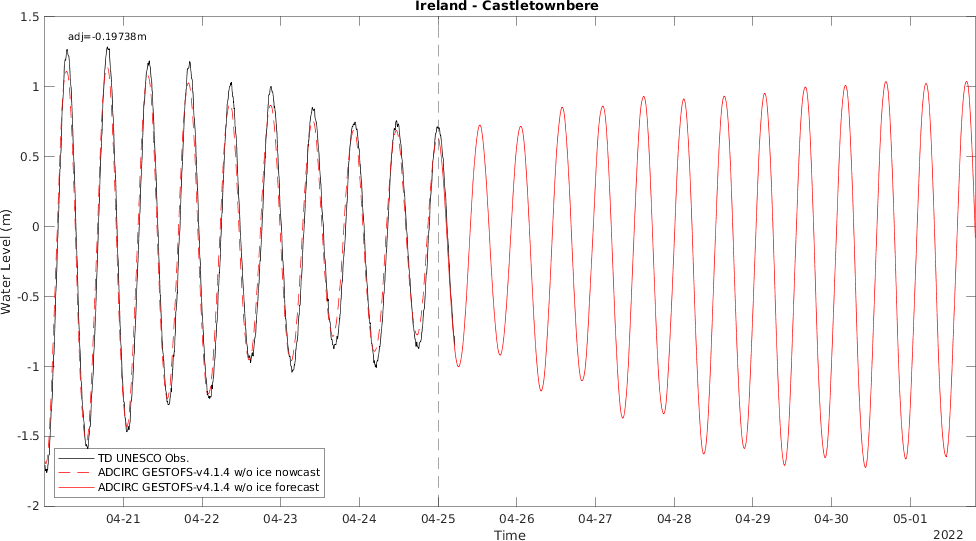 Ireland - Castletownbere
adj=-0.19738m
1.5
1
0.5
0
-0.5
-1
-1.5
-2
Water Level (m)
TD UNESCO Obs.
ADCIRC GESTOFS-v4.1.4 w/o ice nowcast
ADCIRC GESTOFS-v4.1.4 w/o ice forecast
04-21 04-22 04-23 04-24 04-25 04-26 04-27 04-28 04-29 04-30 05-01
Time
2022